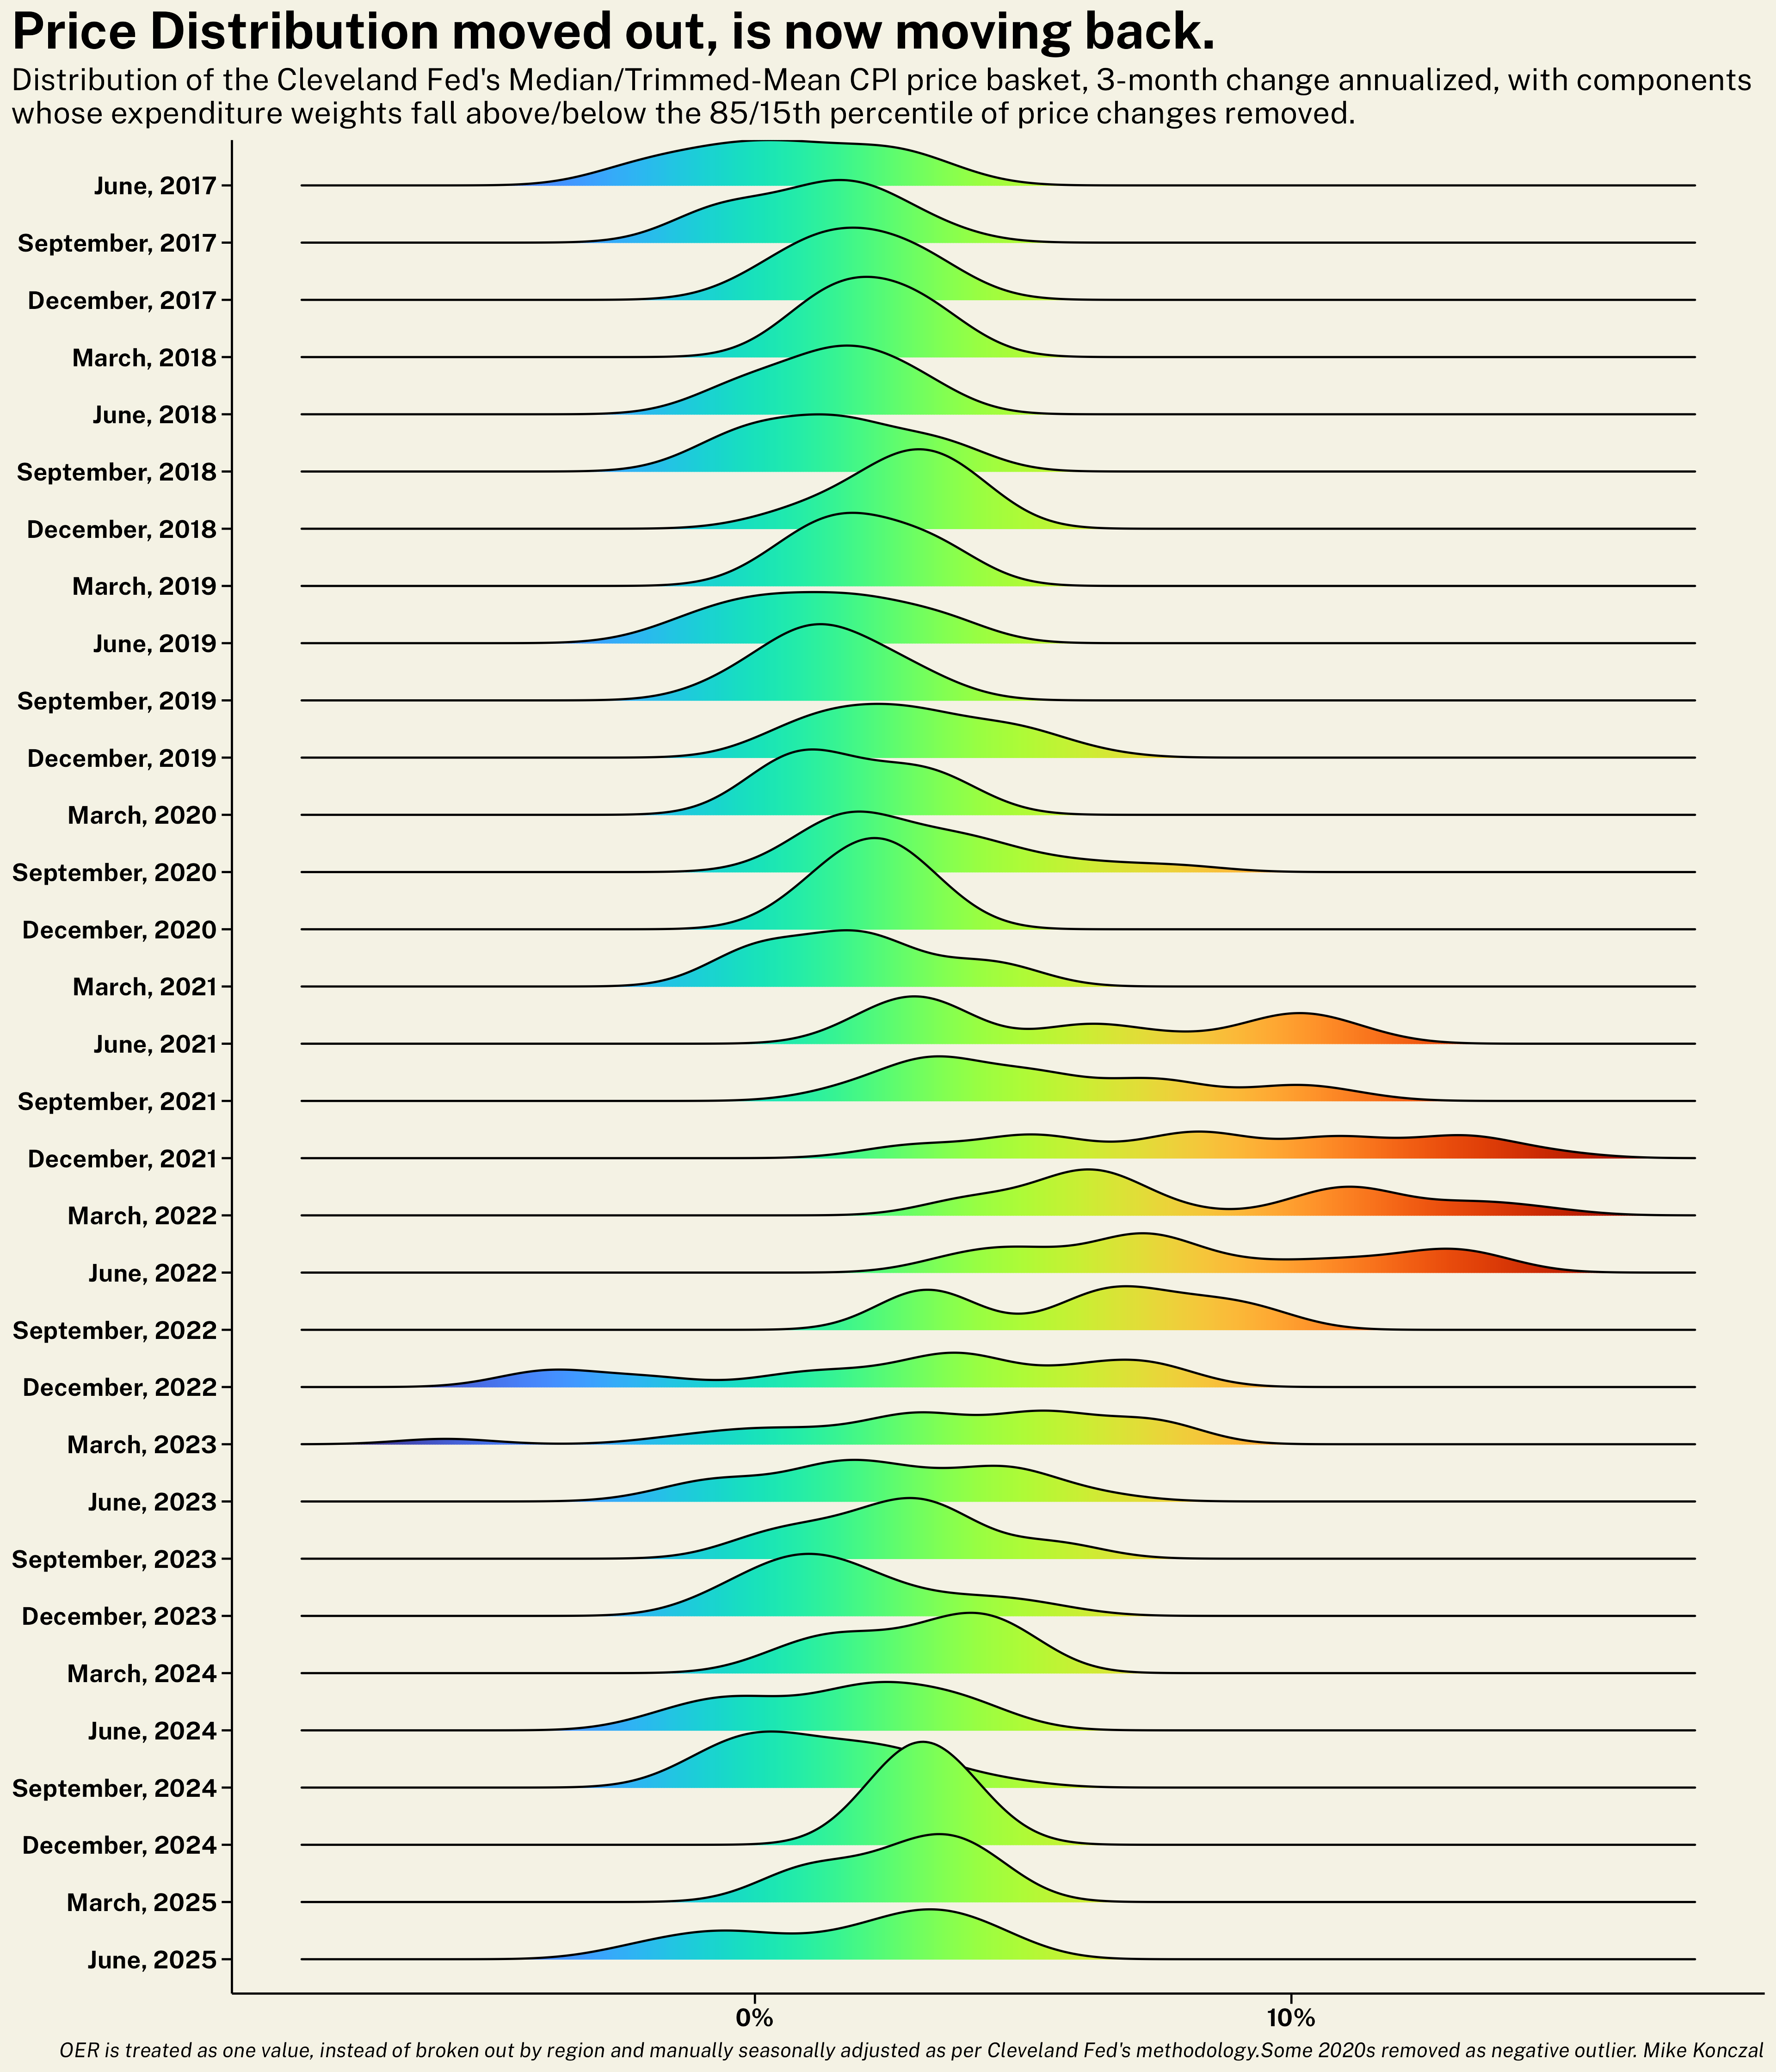 Price Distribution moved out, is now moving back.
Distribution of the Cleveland Fed's Median/Trimmed-Mean CPI price basket, 3-month change annualized, with components
whose expenditure weights fall above/below the 85/15th percentile of price changes removed.
June, 2017
September, 2017
December, 2017
March, 2018
June, 2018
September, 2018
December, 2018
March, 2019
June, 2019
September, 2019
December, 2019
March, 2020
September, 2020
December, 2020
March, 2021
June, 2021
September, 2021
December, 2021
March, 2022
June, 2022
September, 2022
December, 2022
March, 2023
June, 2023
September, 2023
December, 2023
March, 2024
June, 2024
September, 2024
December, 2024
March, 2025
June, 2025
0% 10%
OER is treated as one value, instead of broken out by region and manually seasonally adjusted as per Cleveland Fed's methodology.Some 2020s removed as negative outlier. Mike Konczal